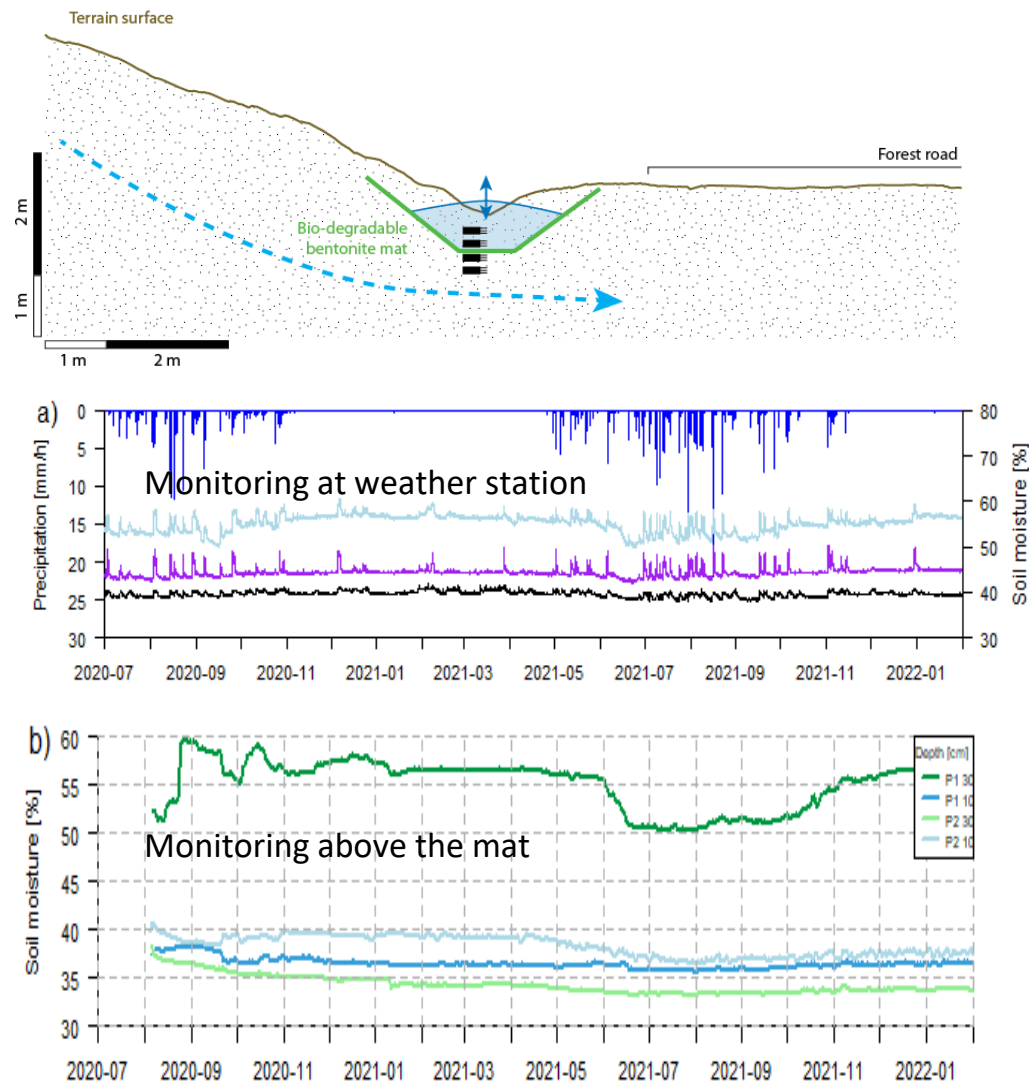 Terrain surface
Forest road
Bio-degradable
bentonite mat
2 m
1 m
1 m 2 m
a)
Precipitation [mm/h]
0
5
10
15
20
25
30
Monitoring at weather station
80
70
60
50
40
30
Soil moisture [%]
2020-07 2020-09 2020-11 2021-01 2021-03 2021-05 2021-07 2021-09 2021-11 2022-01
b)
Soil moisture [%]
60
55
50
45
40
35
30
Monitoring above the mat
Depth [cm]
P1 30
P1 10
P2 30
P2 10
2020-07 2020-09 2020-11 2021-01 2021-03 2021-05 2021-07 2021-09 2021-11 2022-01